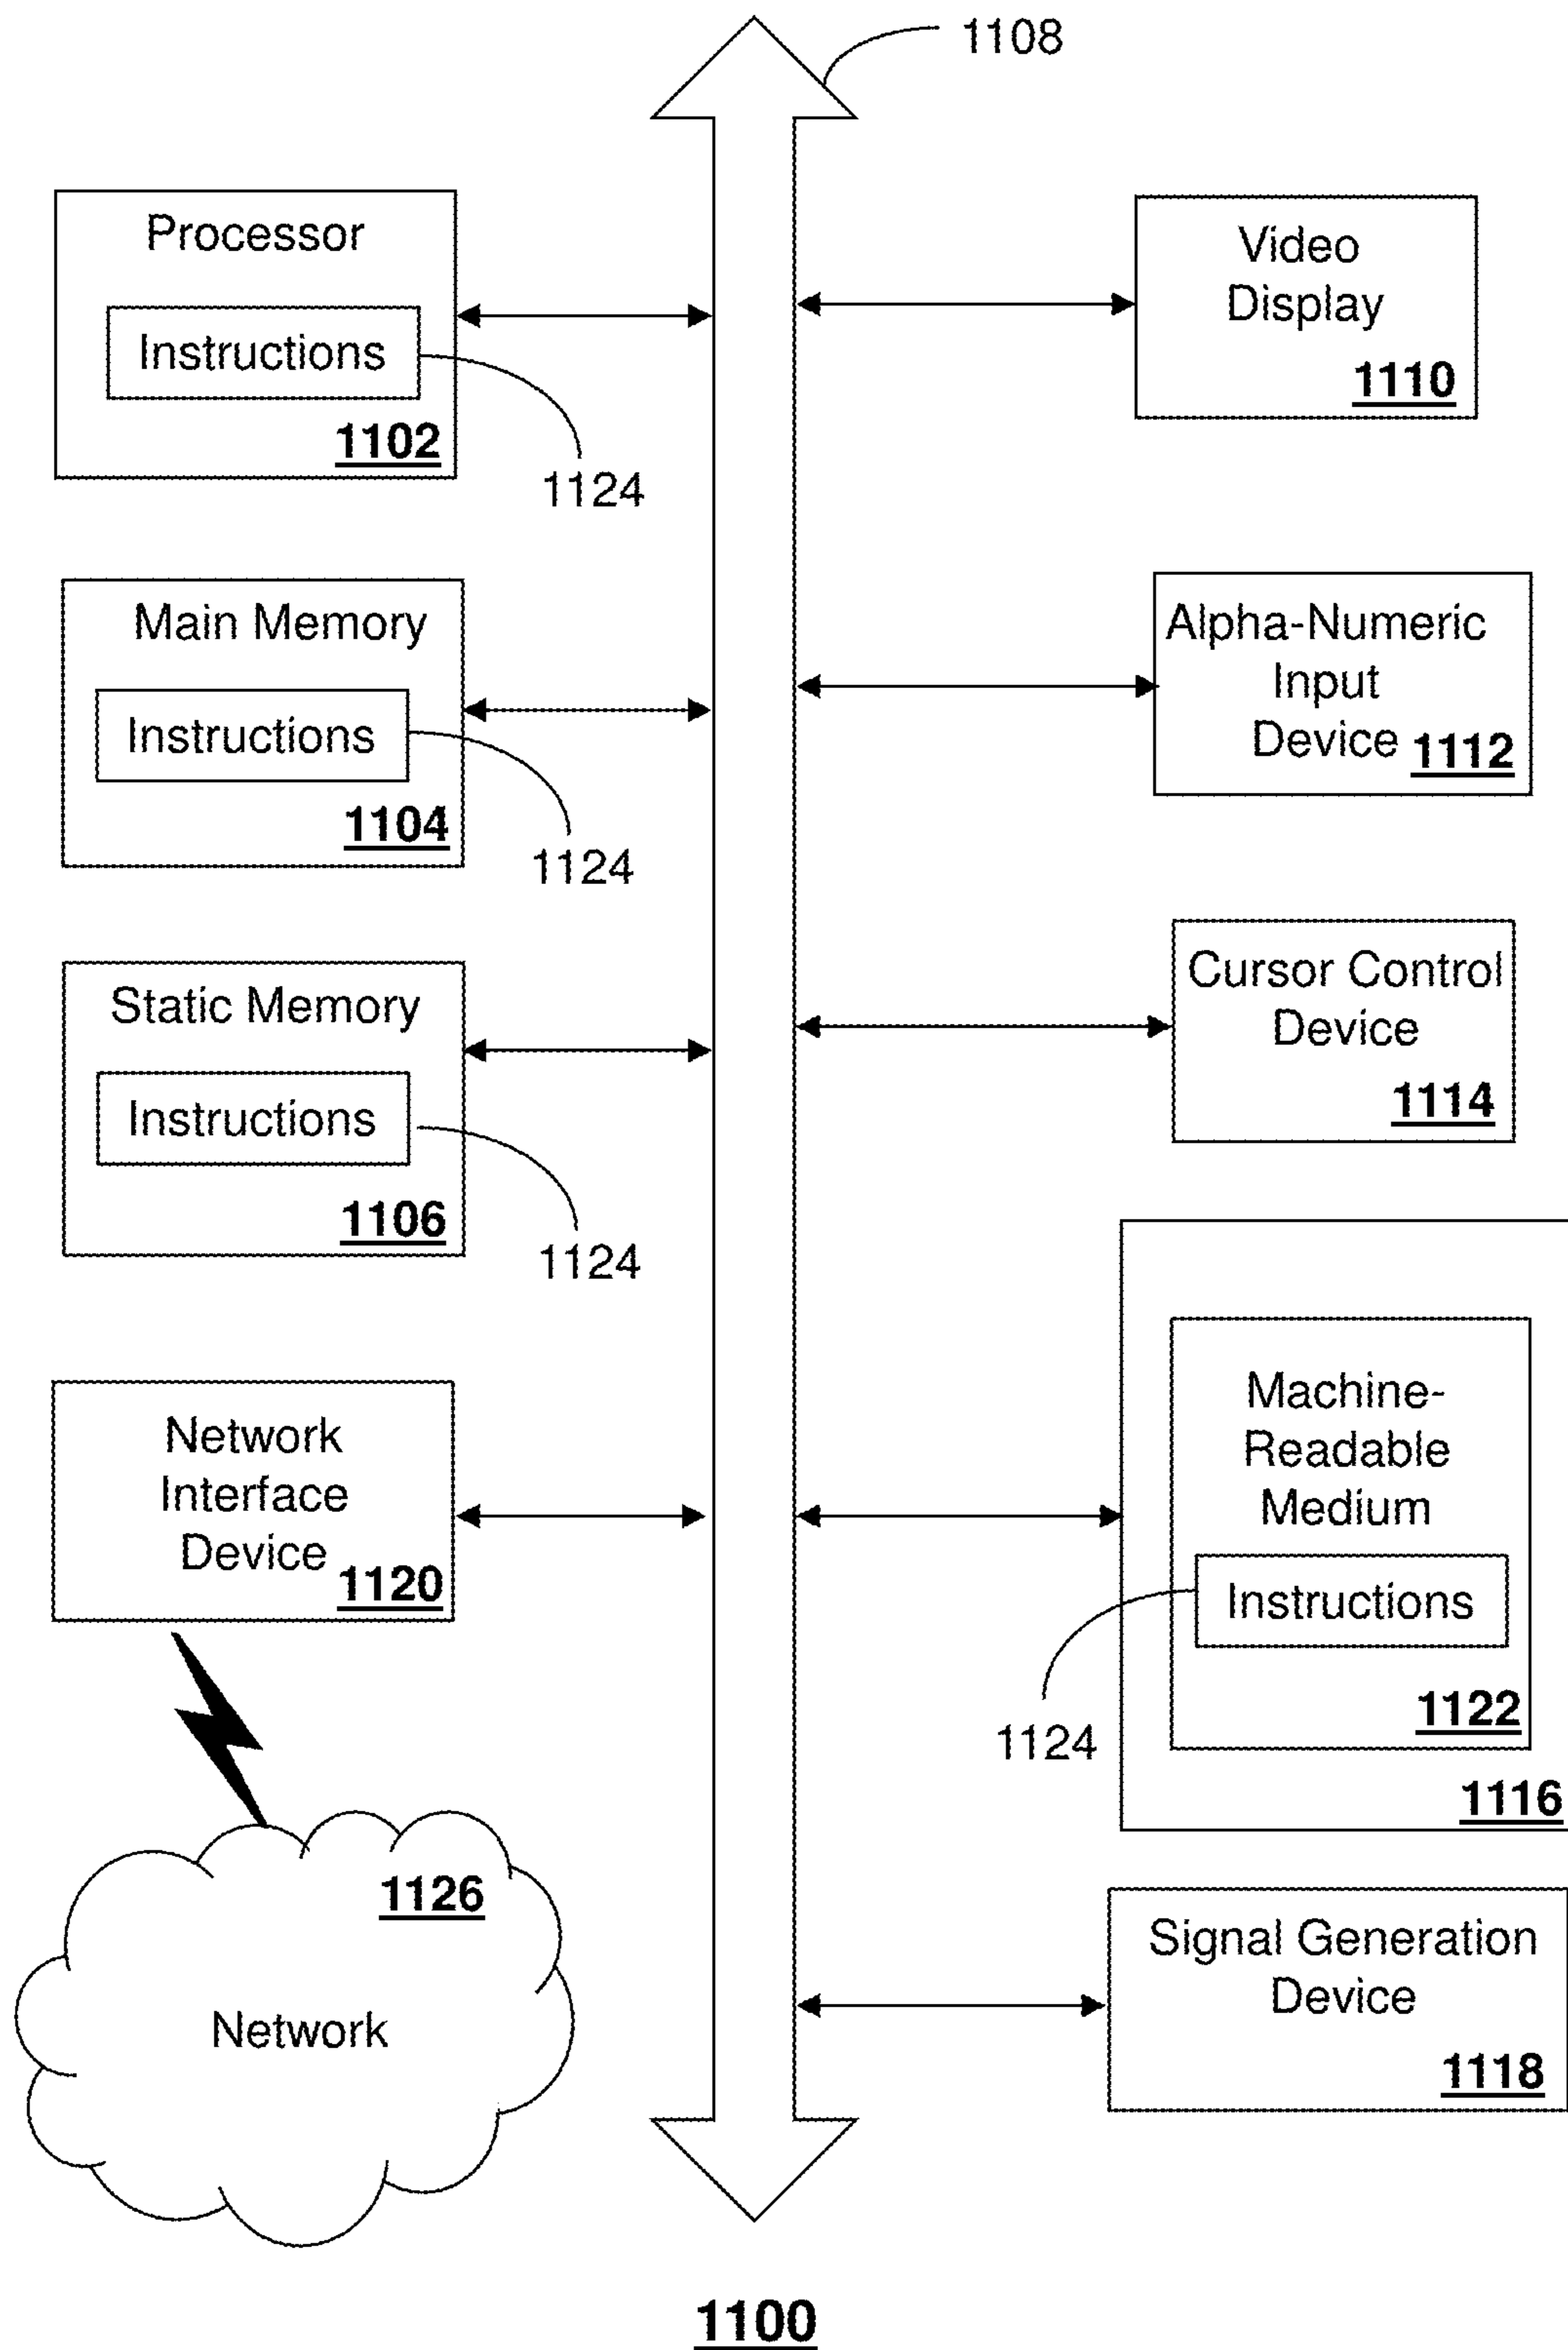 1108
Processor
Instructions
1102
1124
Main Memory
Instructions
1104
1124
Static Memory
Instructions
1106
1124
Network
Interface
Device
1120
1126
Network
Video
Display
1110
Alpha-Numeric
Input
Device 1112
Cursor Control
Device
1114
Machine-
Readable
Medium
Instructions
1122
1124
1116
Signal Generation
Device
1118
1100